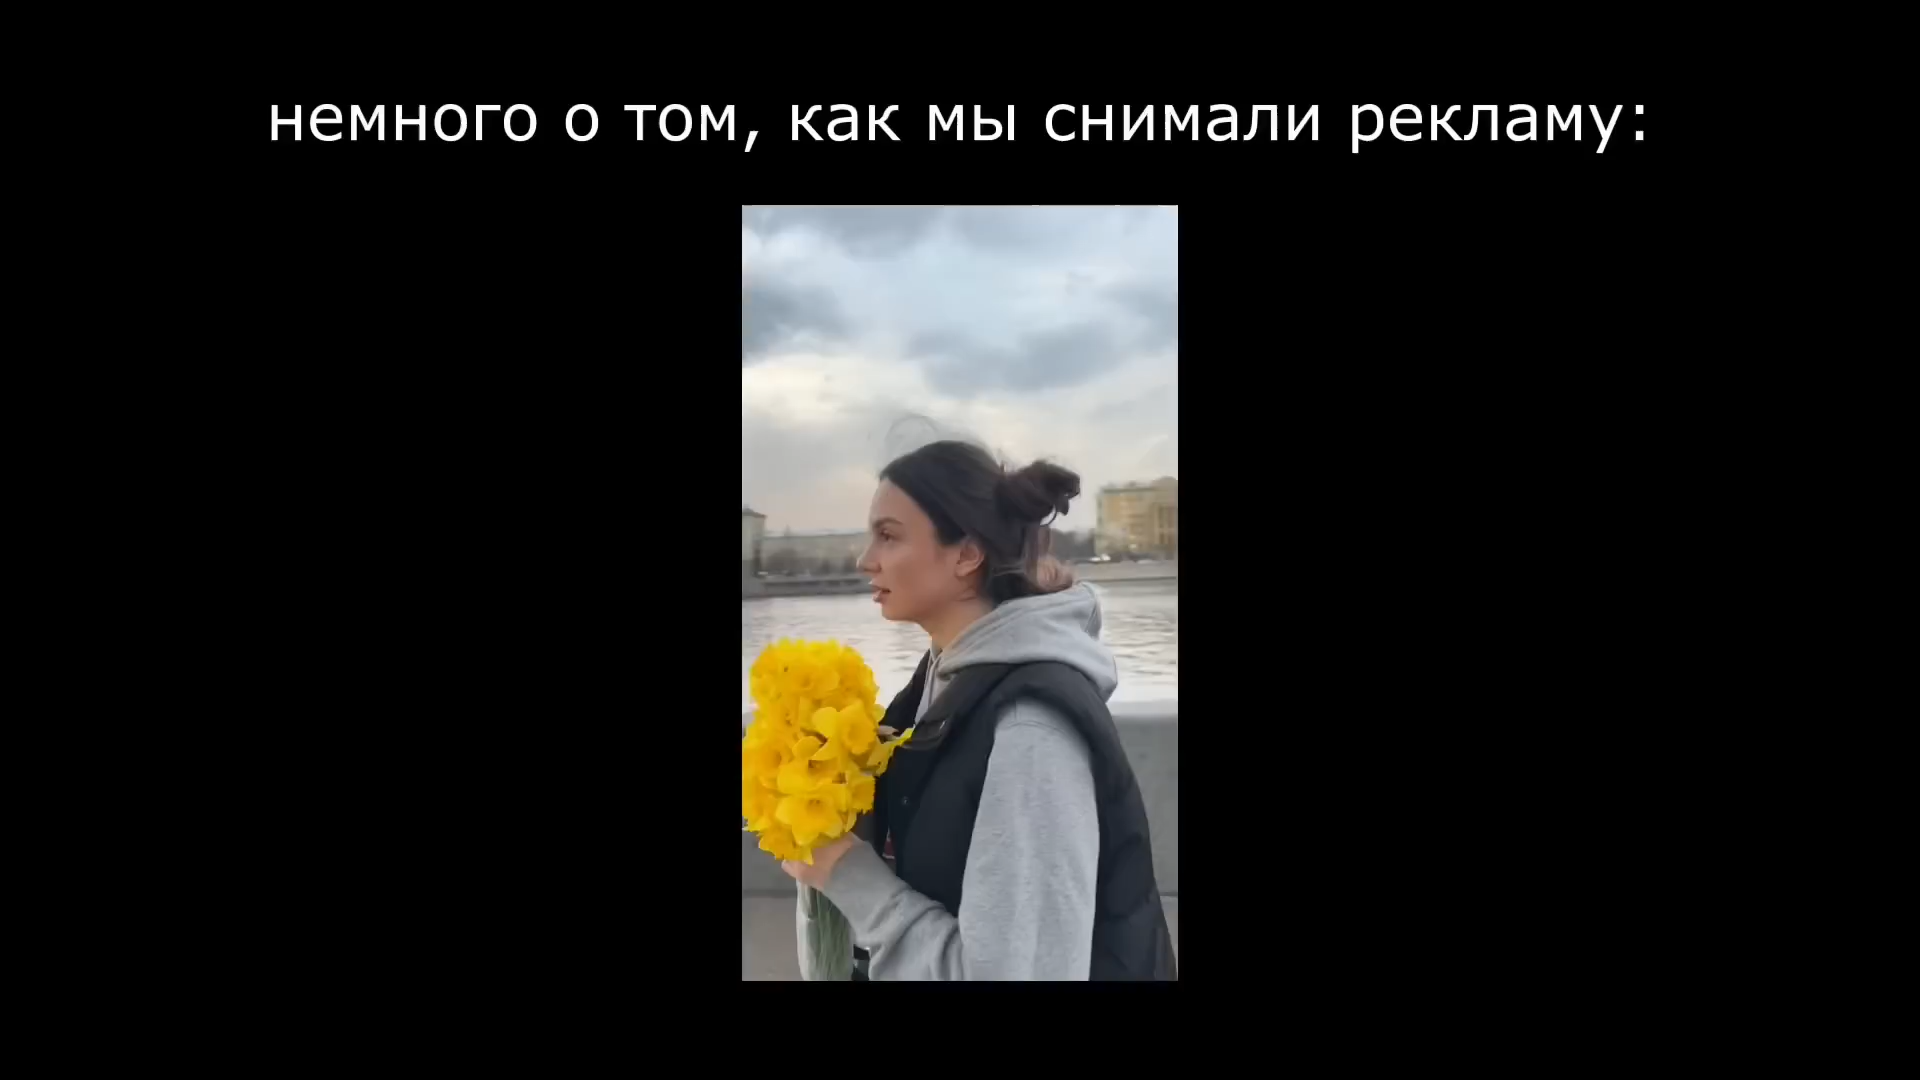 немного о том, как мы снимали рекламу: